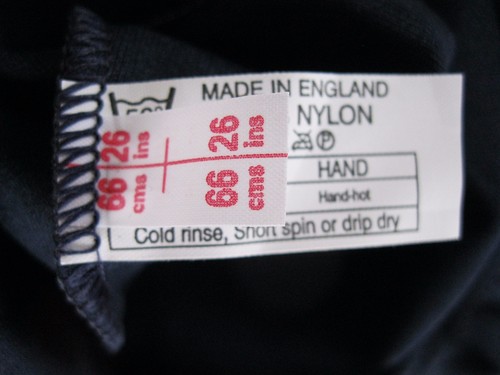 MADE IN ENGLAND
NYLON
50°
P
HAND
Hand-hot
Cold rinse, Short spin or drip dry
66 26
cms ins
66 26
cms ins